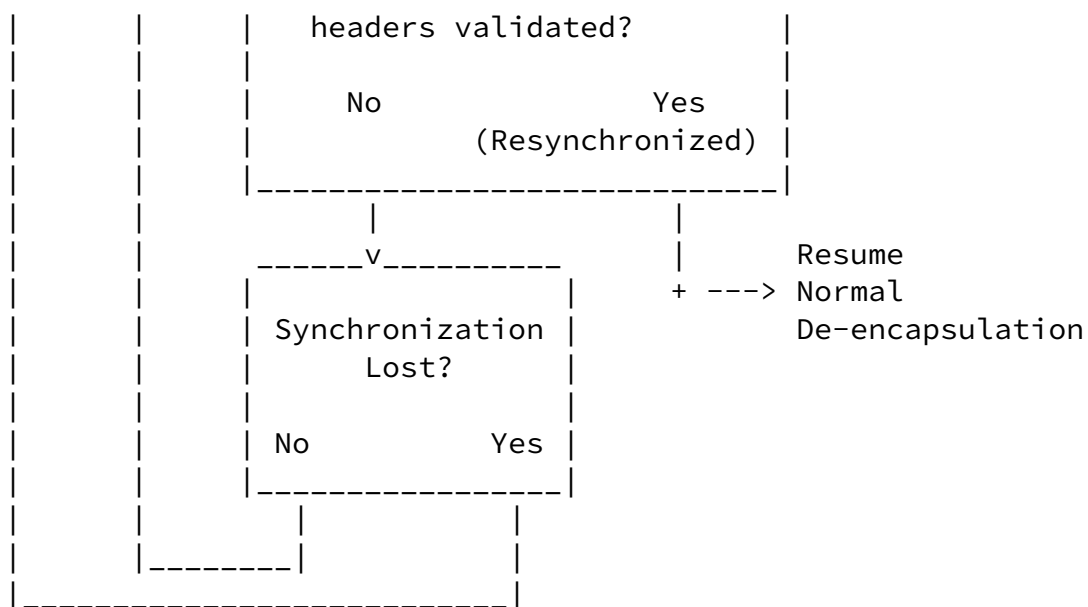 headers validated?
No Yes
(Resynchronized)
v
Resume
+ ---> Normal
Synchronization De-encapsulation
Lost?
No Yes